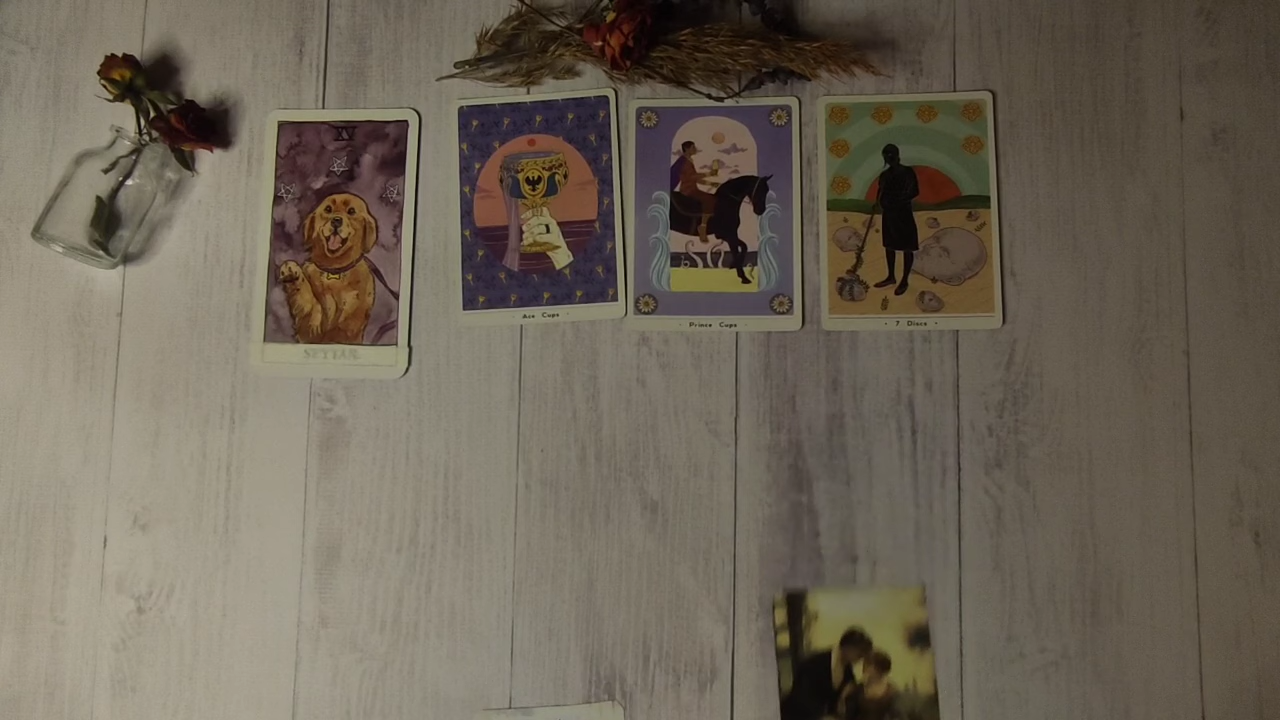 XV
SETTAN
• Ace Cups •
• Prince Cups •
• 7 Discs •